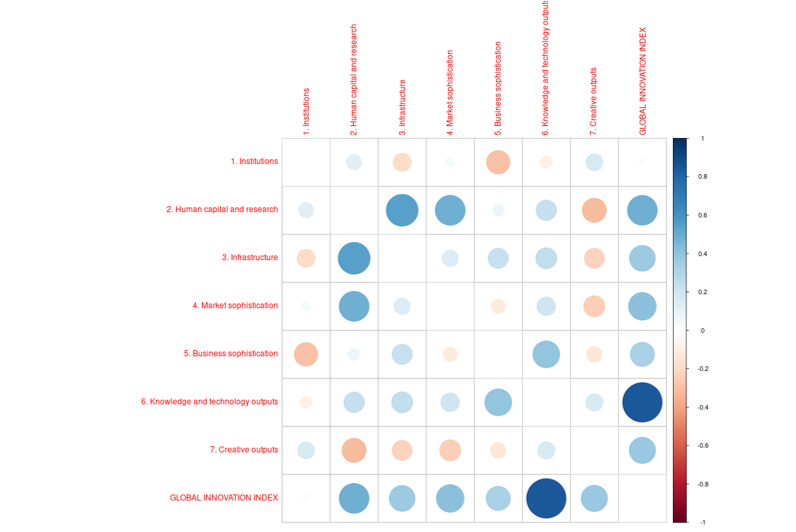 1. Institutions
2. Human capital and research
3. Infrastructure
4. Market sophistication
5. Business sophistication
6. Knowledge and technology outputs
7. Creative outputs
GLOBAL INNOVATION INDEX
1. Institutions
2. Human capital and research
3. Infrastructure
4. Market sophistication
5. Business sophistication
6. Knowledge and technology outputs
7. Creative outputs
GLOBAL INNOVATION INDEX
1
0.8
0.6
0.4
0.2
0
-0.2
-0.4
-0.6
-0.8
-1